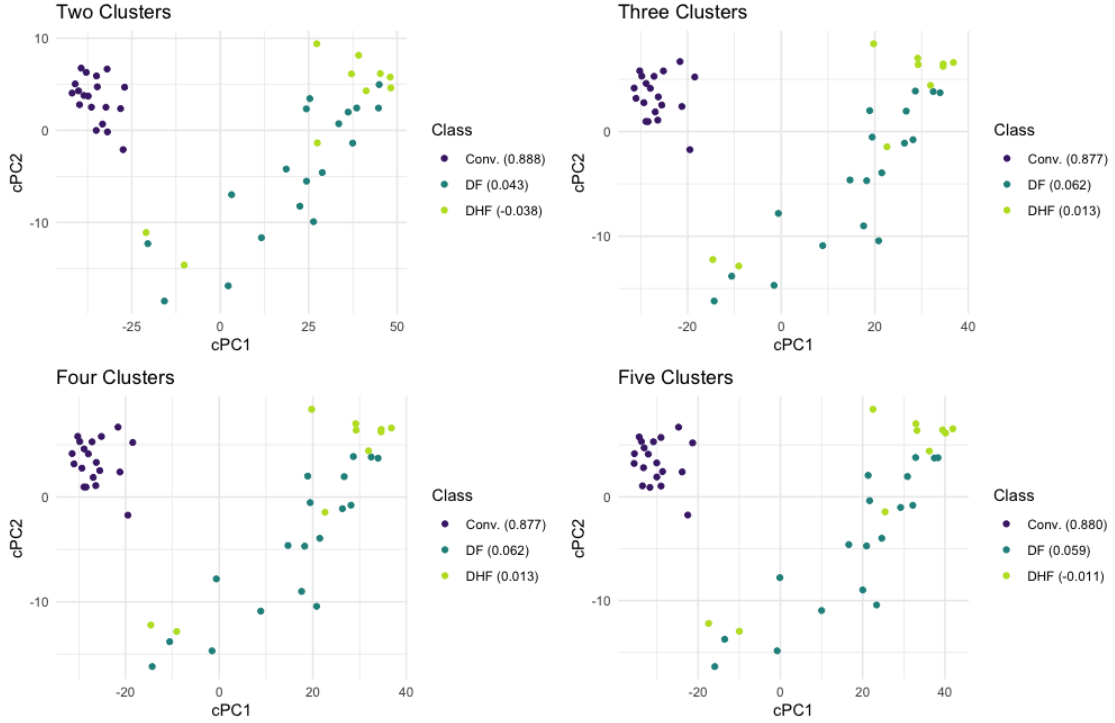 Two Clusters
10
0
-10
cPC2
-25
0
25
50
cPC1
Class
Conv. (0.888)
DF (0.043)
DHF (-0.038)
Three Clusters
0
-10
cPC2
-20
0
20
40
cPC1
Class
Conv. (0.877)
DF (0.062)
DHF (0.013)
Four Clusters
0
-10
cPC2
-20
0
20
40
cPC1
Class
Conv. (0.877)
DF (0.062)
DHF (0.013)
Five Clusters
0
-10
cPC2
-20
0
20
40
cPC1
Class
Conv. (0.880)
DF (0.059)
DHF (-0.011)